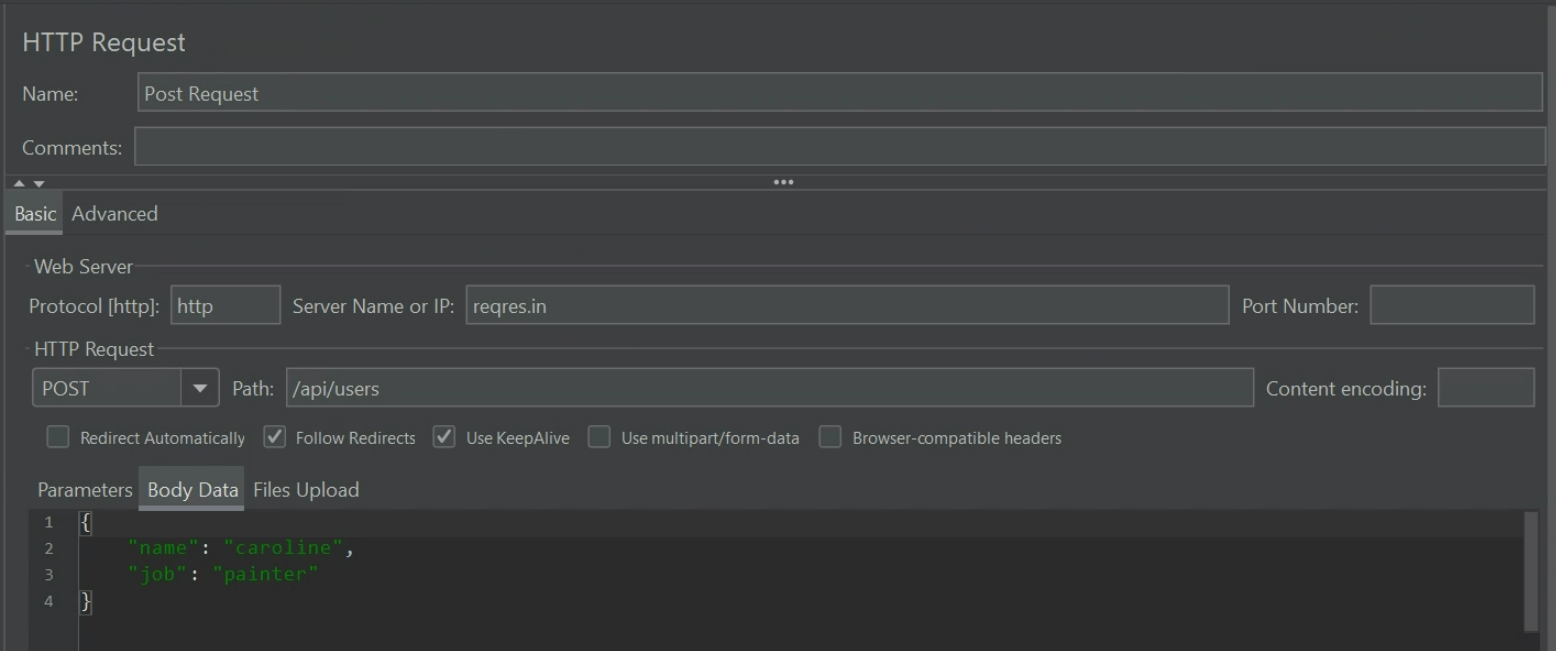 HTTP Request
Name: Post Request
Comments:
Basic Advanced
Web Server
Protocol [http]: http Server Name or IP: reqres.in Port Number:
HTTP Request
POST Path: /api/users Content encoding:
Redirect Automatically Follow Redirects Use KeepAlive Use multipart/form-data Browser-compatible headers
Parameters Body Data Files Upload
1 {
2 "name": "caroline",
3 "job": "painter"
4 }